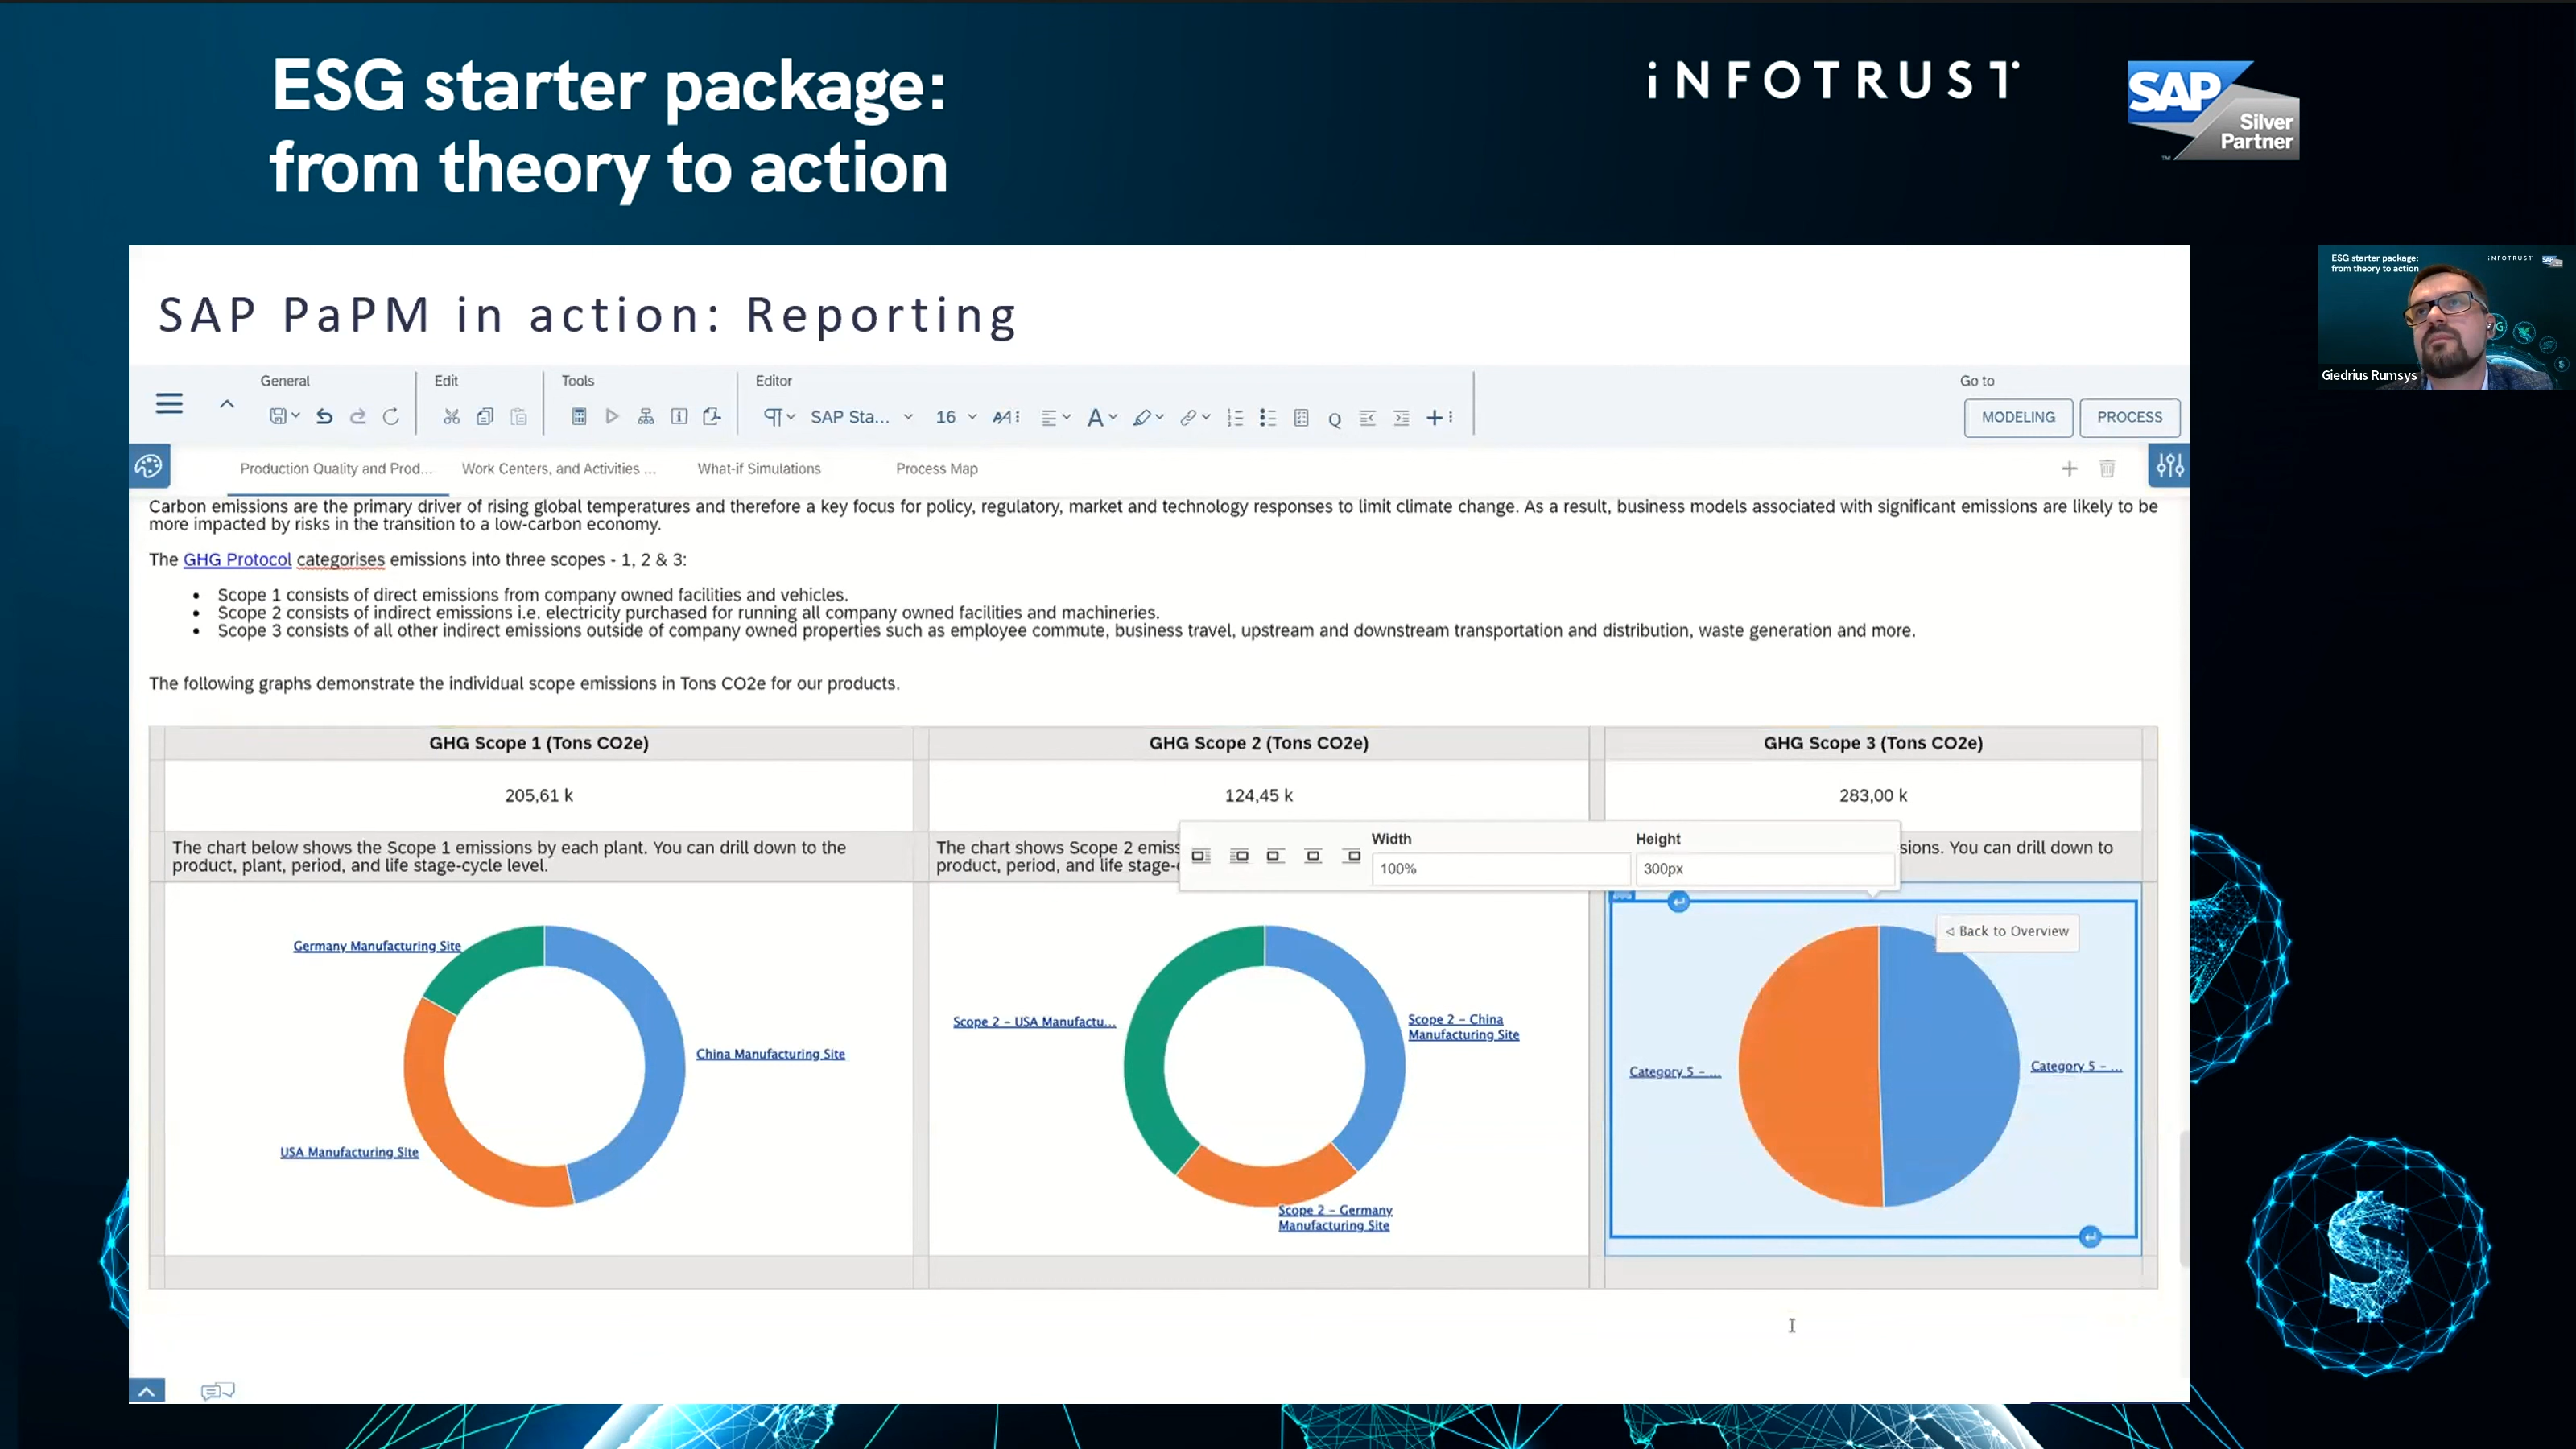 ESG starter package:
from theory to action
iNFOTRUST
SAP
Silver
Partner
™
ESG starter package:
from theory to action
iNFOTRUST
SAP
Giedrius Rumsys
SAP PaPM in action: Reporting
General
Edit
Tools
Editor
Go to
SAP Sta...
16
MODELING
PROCESS
Production Quality and Prod...
Work Centers, and Activities ...
What-if Simulations
Process Map
Carbon emissions are the primary driver of rising global temperatures and therefore a key focus for policy, regulatory, market and technology responses to limit climate change. As a result, business models associated with significant emissions are likely to be
more impacted by risks in the transition to a low-carbon economy.
The GHG Protocol categorises emissions into three scopes - 1, 2 & 3:
• Scope 1 consists of direct emissions from company owned facilities and vehicles.
• Scope 2 consists of indirect emissions i.e. electricity purchased for running all company owned facilities and machineries.
• Scope 3 consists of all other indirect emissions outside of company owned properties such as employee commute, business travel, upstream and downstream transportation and distribution, waste generation and more.
The following graphs demonstrate the individual scope emissions in Tons CO2e for our products.
GHG Scope 1 (Tons CO2e)
GHG Scope 2 (Tons CO2e)
GHG Scope 3 (Tons CO2e)
205,61 k
124,45 k
283,00 k
The chart below shows the Scope 1 emissions by each plant. You can drill down to the
product, plant, period, and life stage-cycle level.
The chart shows Scope 2 emiss
product, period, and life stage-
Width
100%
Height
300px
sions. You can drill down to
Germany Manufacturing Site
China Manufacturing Site
USA Manufacturing Site
Scope 2 – USA Manufactu...
Scope 2 – China
Manufacturing Site
Scope 2 – Germany
Manufacturing Site
Back to Overview
Category 5 – ...
Category 5 – ...